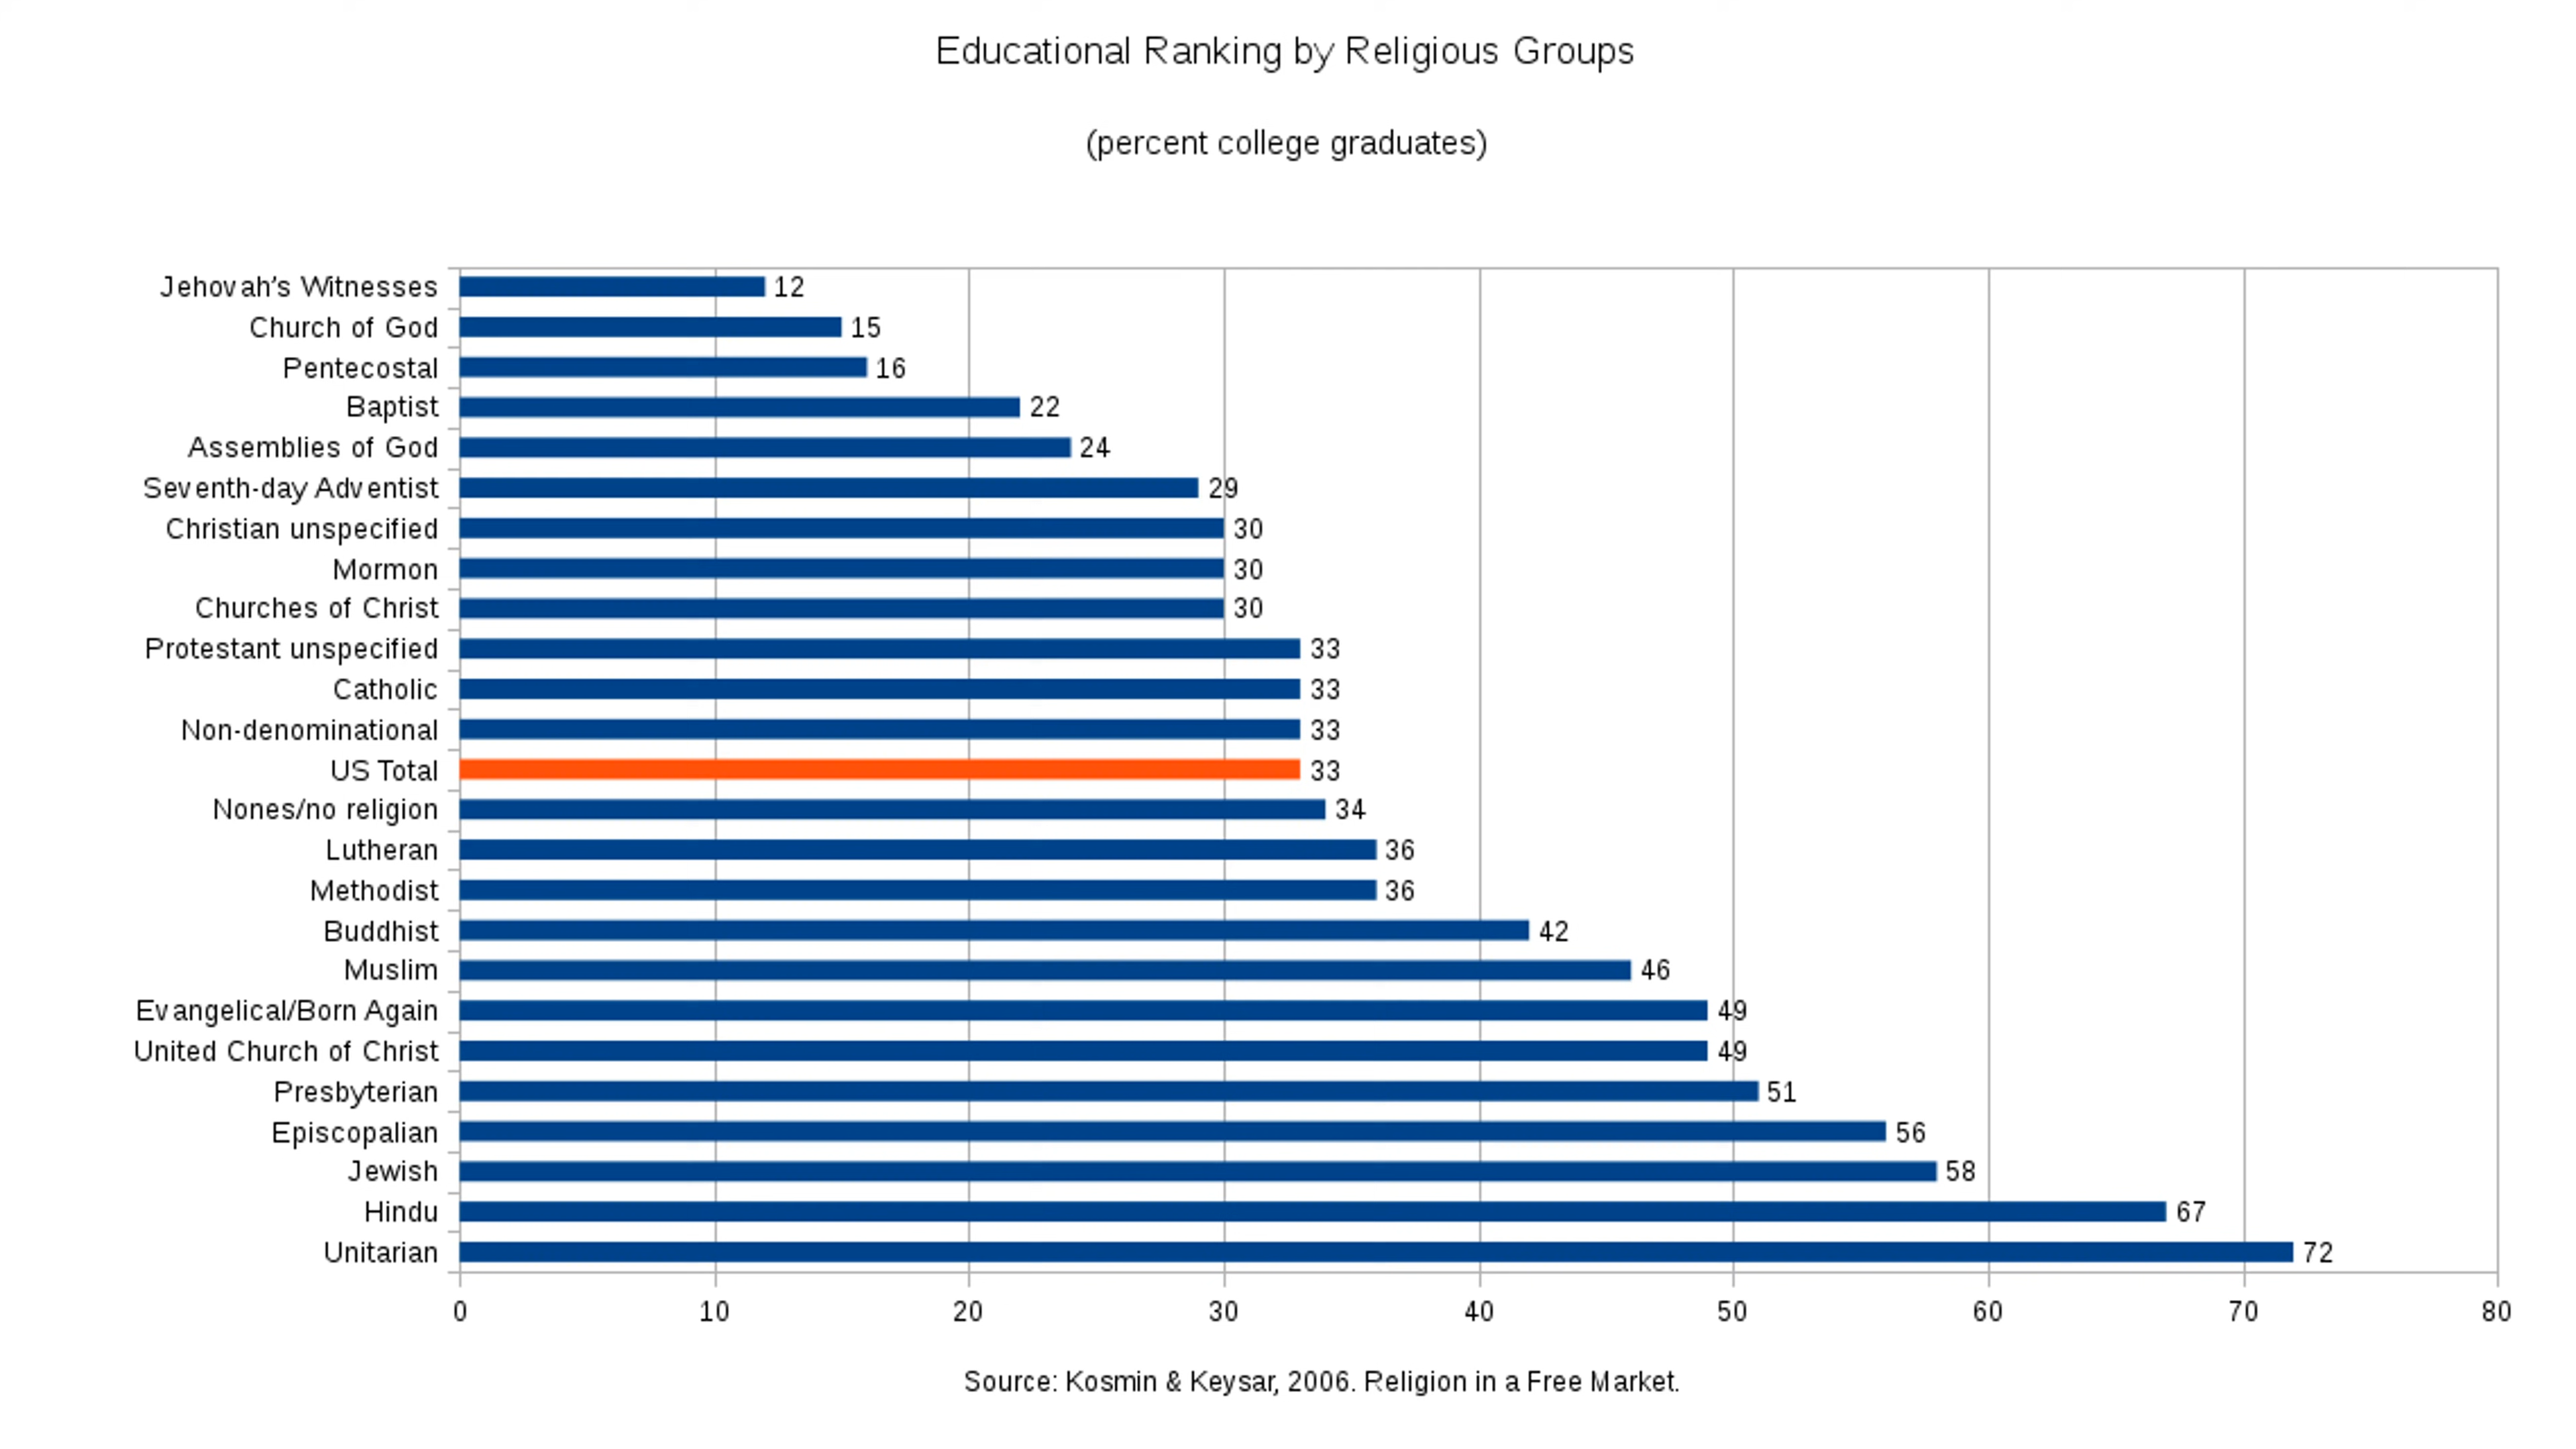 Educational Ranking by Religious Groups
(percent college graduates)
Jehovah's Witnesses 12
Church of God 15
Pentecostal 16
Baptist 22
Assemblies of God 24
Seventh-day Adventist 29
Christian unspecified 30
Mormon 30
Churches of Christ 30
Protestant unspecified 33
Catholic 33
Non-denominational 33
US Total 33
Nones/no religion 34
Lutheran 36
Methodist 36
Buddhist 42
Muslim 46
Evangelical/Born Again 49
United Church of Christ 49
Presbyterian 51
Episcopalian 56
Jewish 58
Hindu 67
Unitarian 72
0 10 20 30 40 50 60 70 80
Source: Kosmin & Keysar, 2006. Religion in a Free Market.